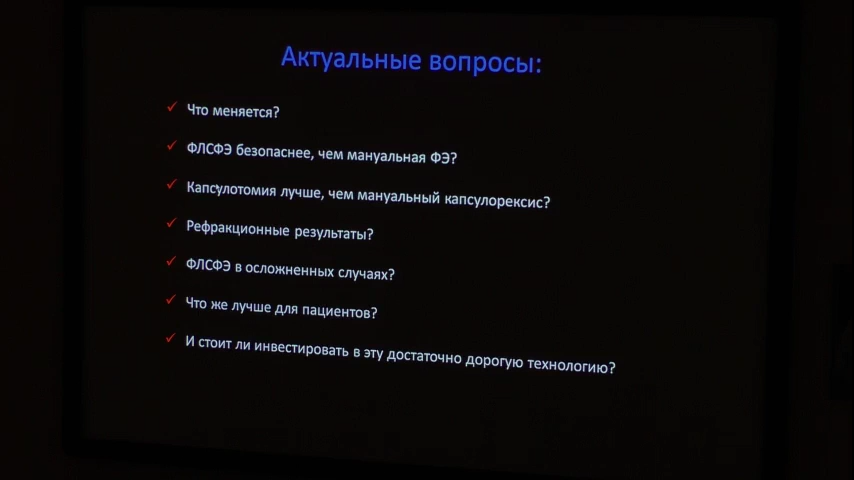 Актуальные вопросы:
Что меняется?
ФЛСФЭ безопаснее, чем мануальная ФЭ?
Капсулотомия лучше, чем мануальный капсулорексис?
Рефракционные результаты?
ФЛСФЭ в осложненных случаях?
Что же лучше для пациентов?
И стоит ли инвестировать в эту достаточно дорогую технологию?